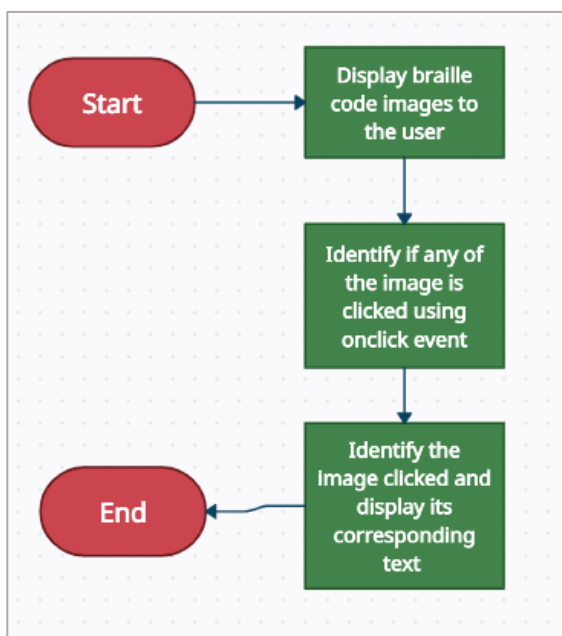 Start
Display braille
code images to
the user
Identify if any of
the image is
clicked using
onclick event
Identify the
image clicked and
display its
corresponding
text
End